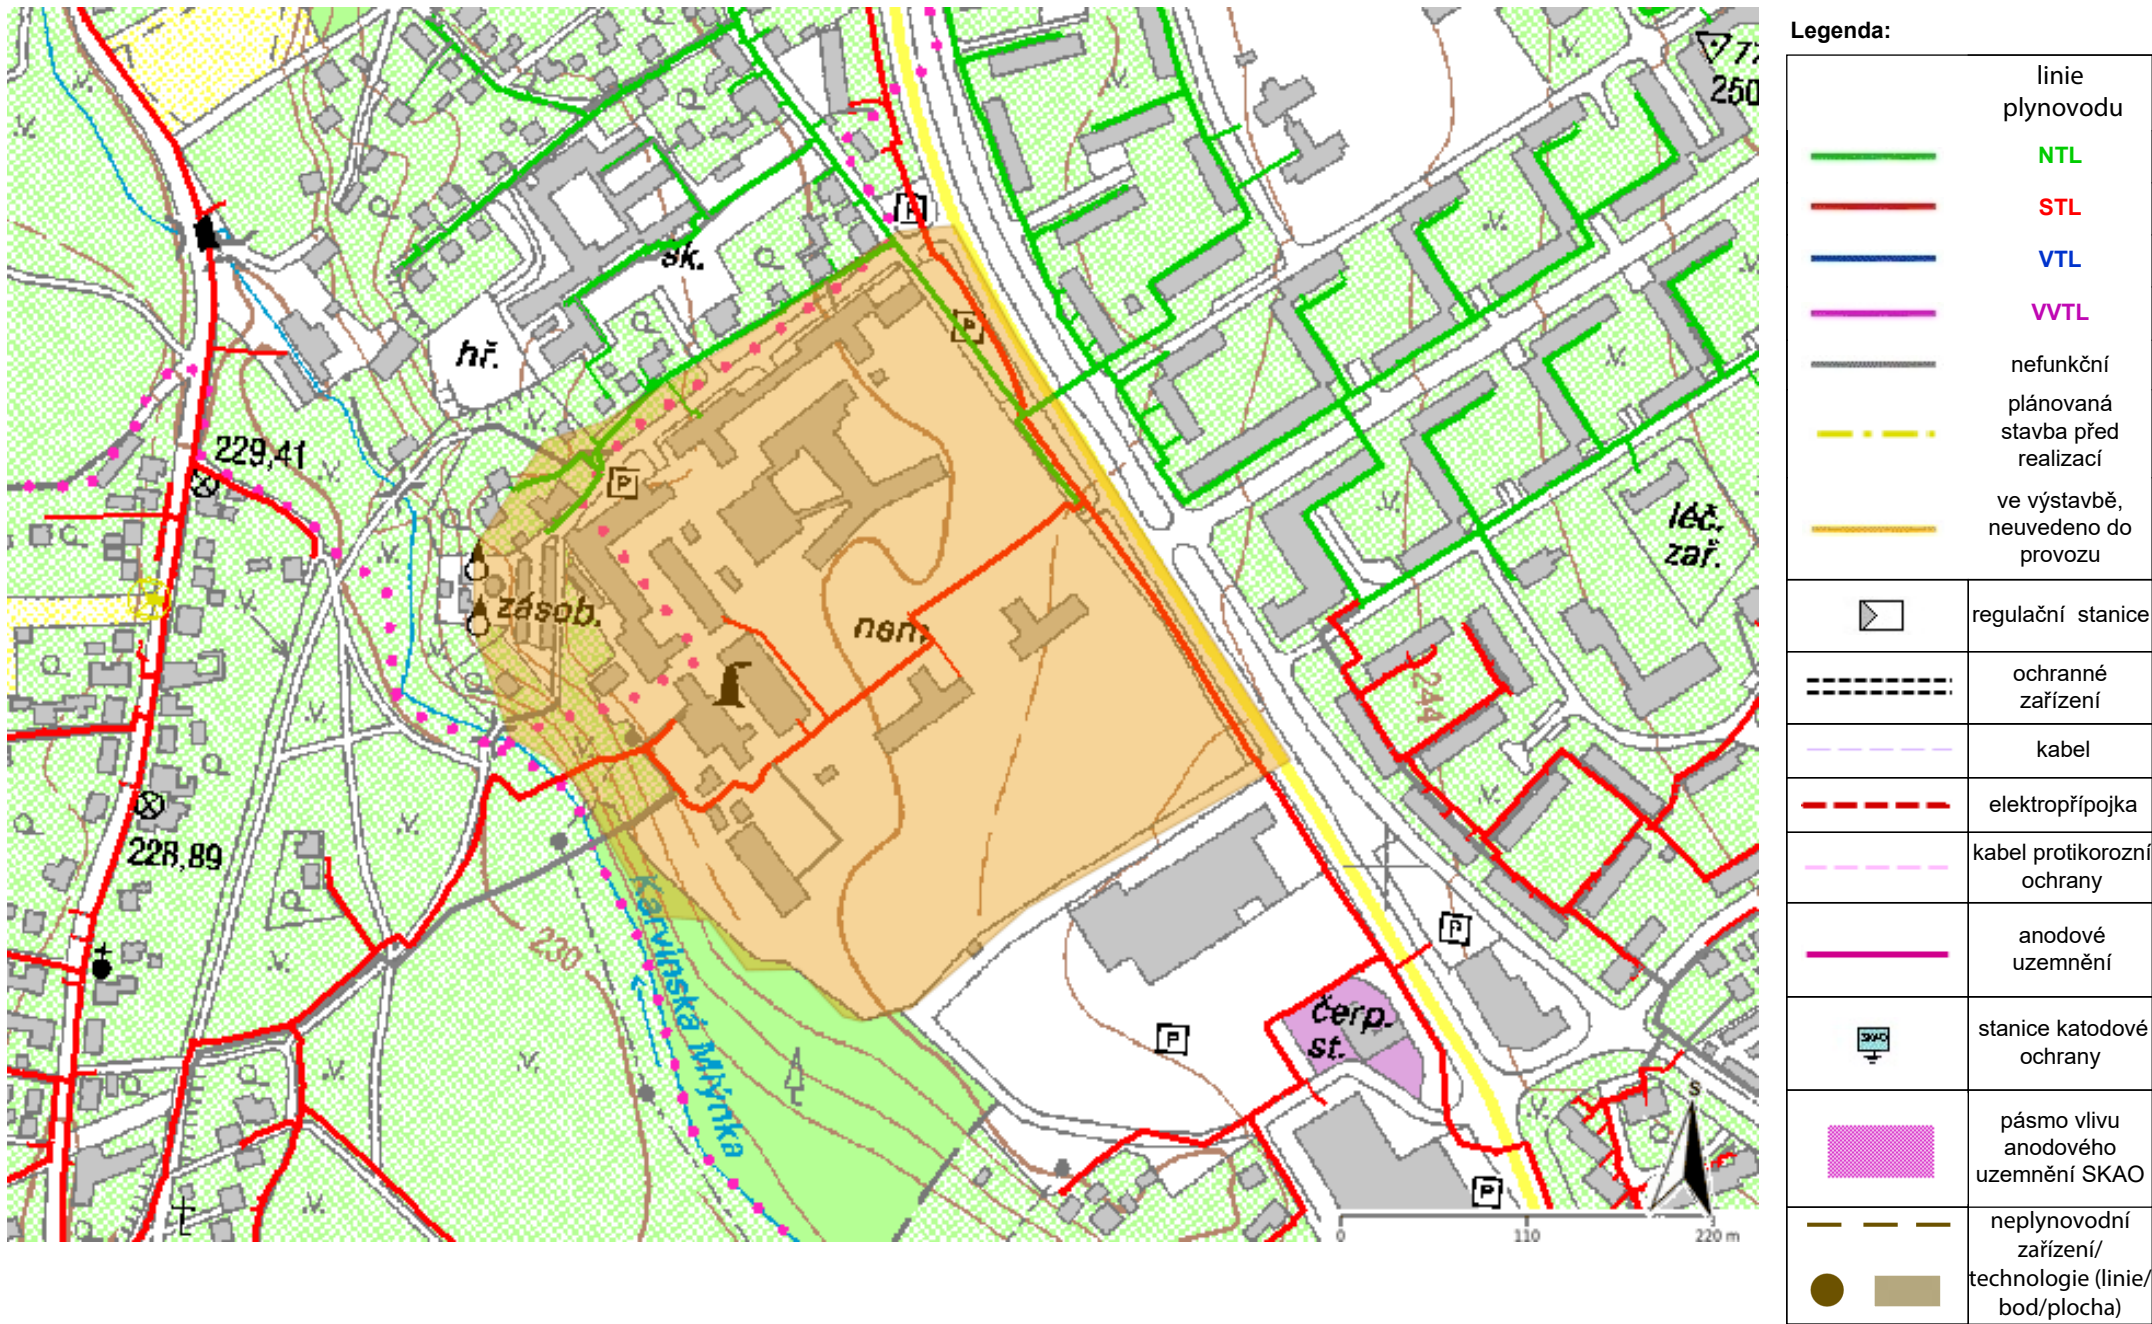 Legenda:
linie
plynovodu
NTL
STL
VTL
VVTL
nefunkční
plánovaná
stavba před
realizací
ve výstavbě,
neuvedeno do
provozu
regulační stanice
ochranné
zařízení
kabel
elektropřípojka
kabel protikorozní
ochrany
anodové
uzemnění
SKAO
stanice katodové
ochrany
pásmo vlivu
anodového
uzemnění SKAO
neplynovodní
zařízení/
technologie (linie/
bod/plocha)
77
250
P
šk.
P
hř.
229,41
P
léč.
zař.
zásob.
nem.
244
228,89
230
Karvinská Mlýnka
P
čerp.
st.
P
P
S
0 110 220 m